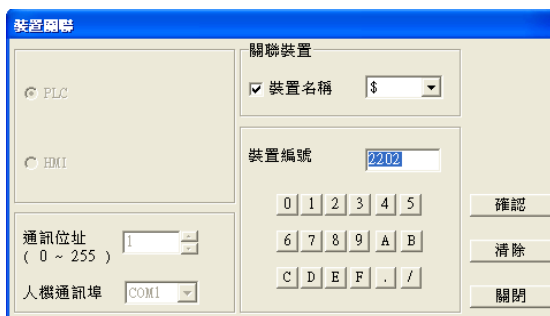 裝置關聯
PLC
HMI
通訊位址
( 0 ~ 255 )
1
人機通訊埠
COM1
關聯裝置
裝置名稱
$
裝置編號
2202
0 1 2 3 4 5
6 7 8 9 A B
C D E F . /
確認
清除
關閉